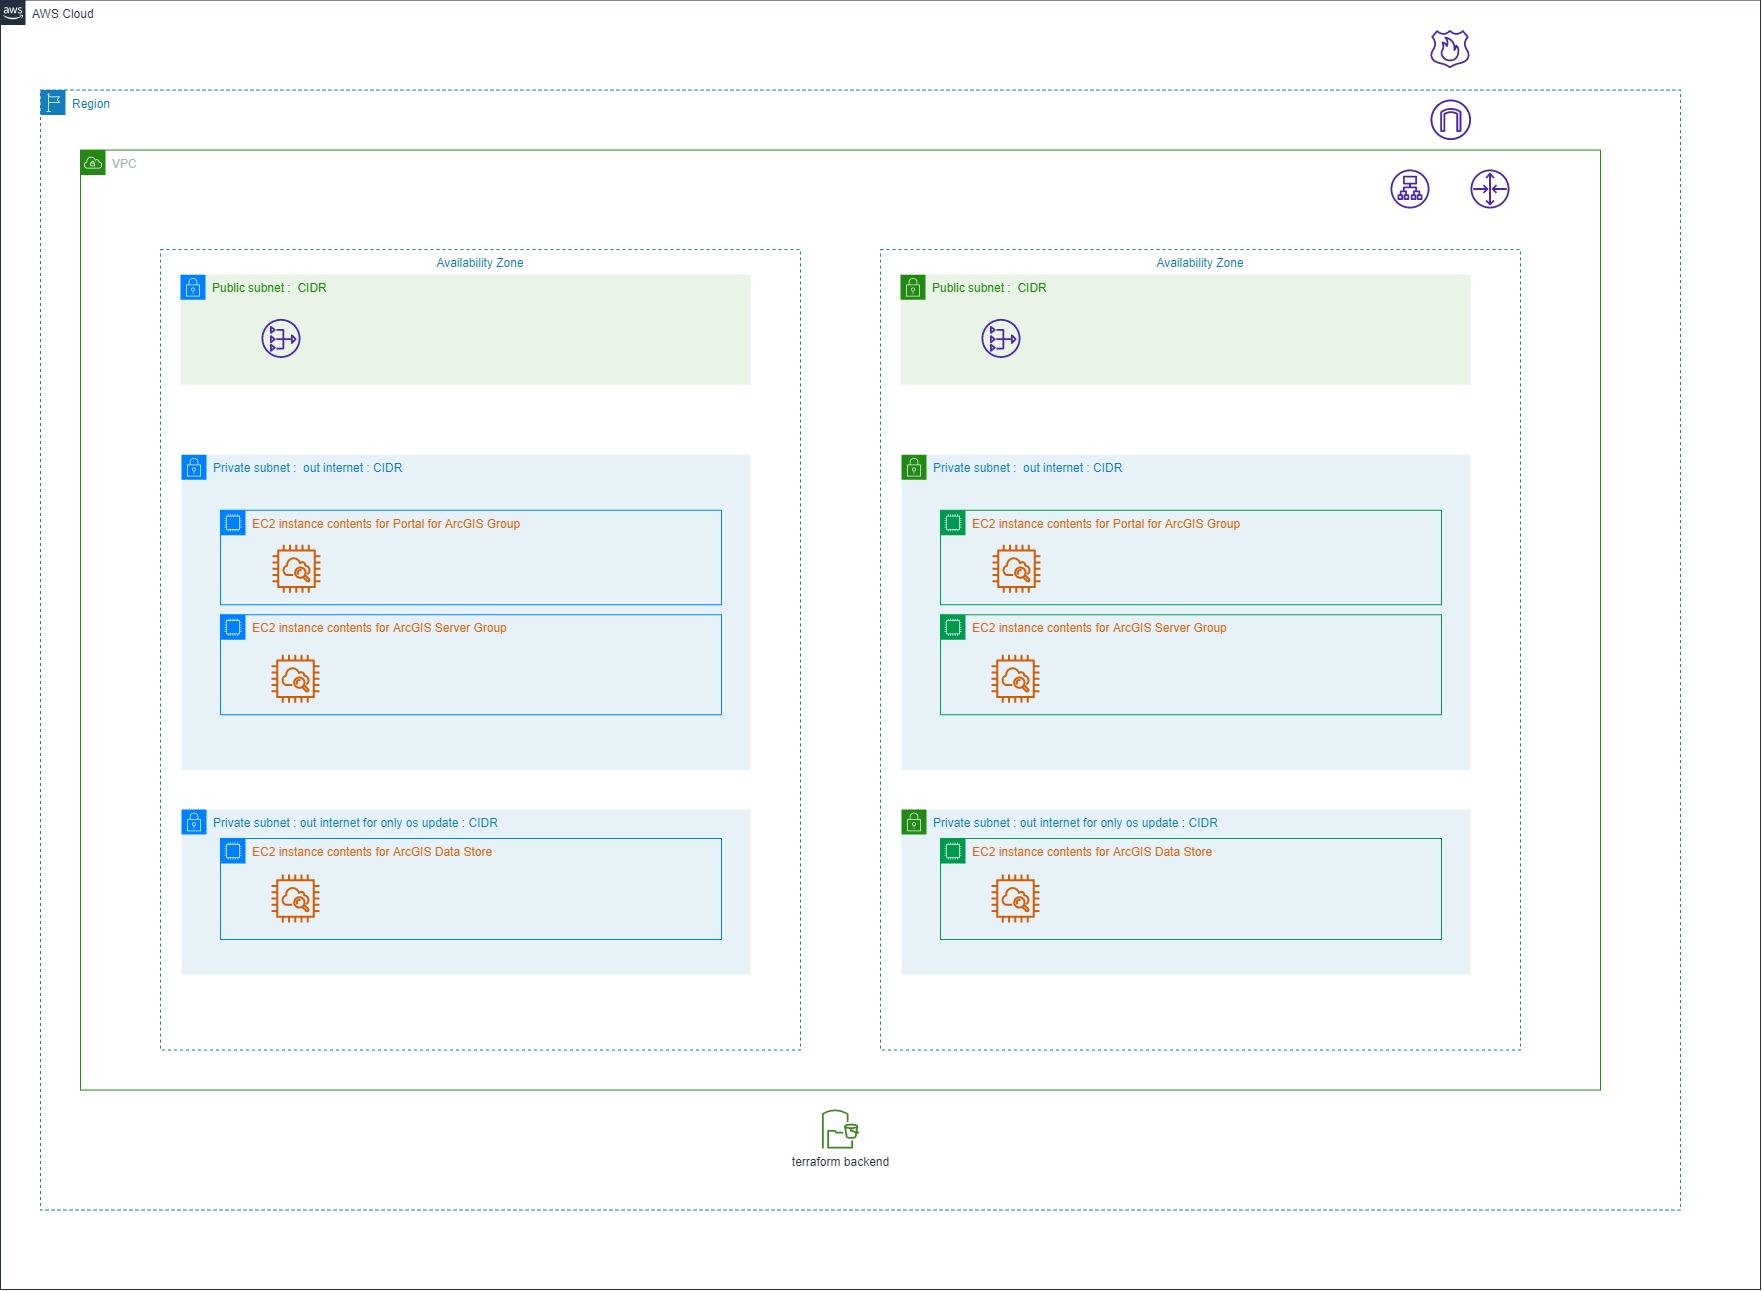 aws AWS Cloud
Region
VPC
Availability Zone
Public subnet :  CIDR
Private subnet :  out internet : CIDR
EC2 instance contents for Portal for ArcGIS Group
EC2 instance contents for ArcGIS Server Group
Private subnet : out internet for only os update : CIDR
EC2 instance contents for ArcGIS Data Store
Availability Zone
Public subnet :  CIDR
Private subnet :  out internet : CIDR
EC2 instance contents for Portal for ArcGIS Group
EC2 instance contents for ArcGIS Server Group
Private subnet : out internet for only os update : CIDR
EC2 instance contents for ArcGIS Data Store
terraform backend